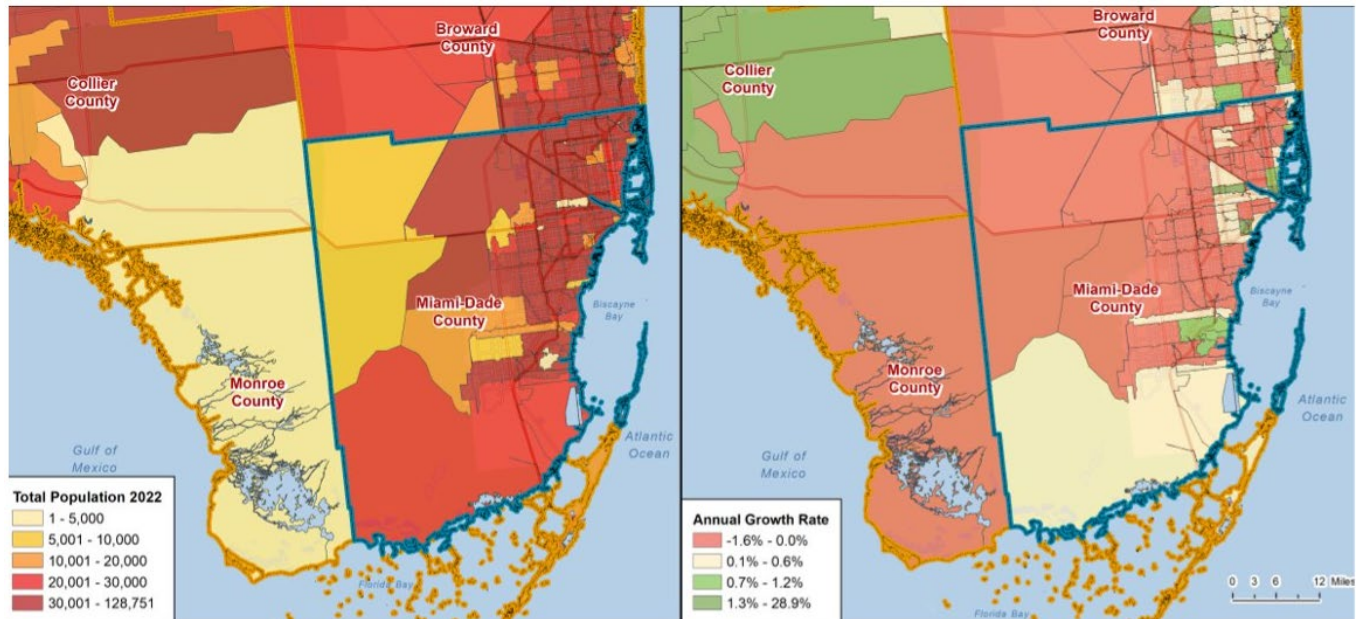 Broward
County
Collier
County
Miami-Dade
County
Biscayne
Bay
Monroe
County
Gulf of
Mexico
Atlantic
Ocean
Florida Bay
Total Population 2022
1 - 5,000
5,001 - 10,000
10,001 - 20,000
20,001 - 30,000
30,001 - 128,751
Broward
County
Collier
County
Miami-Dade
County
Biscayne
Bay
Monroe
County
Gulf of
Mexico
Atlantic
Ocean
Florida Bay
Annual Growth Rate
-1.6% - 0.0%
0.1% - 0.6%
0.7% - 1.2%
1.3% - 28.9%
0 3 6 12 Miles